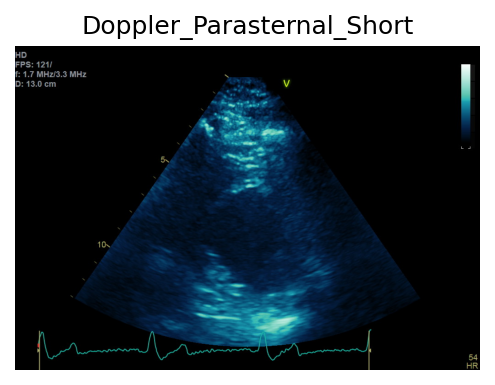 Doppler_Parasternal_Short
HD
FPS: 121/
f: 1.7 MHz/3.3 MHz
D: 13.0 cm
V
5
10
54
HR